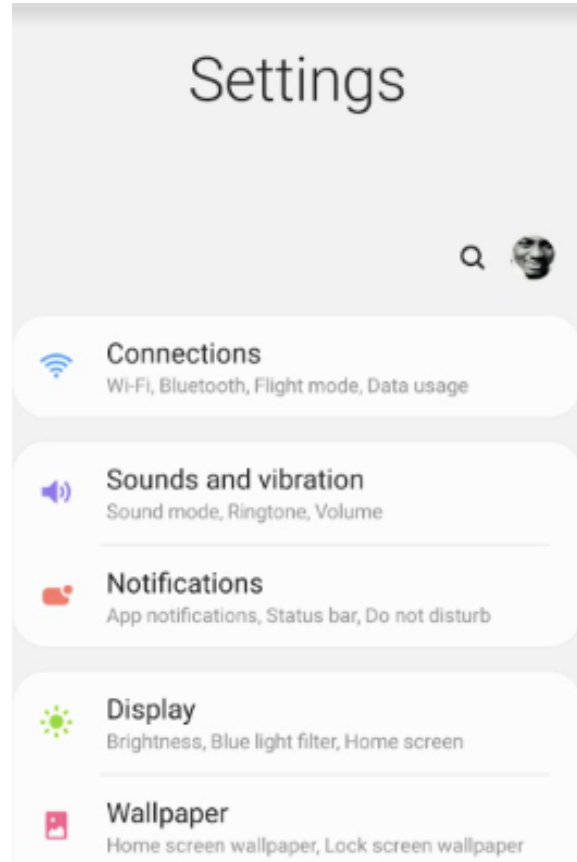 Settings
Connections
Wi-Fi, Bluetooth, Flight mode, Data usage
Sounds and vibration
Sound mode, Ringtone, Volume
Notifications
App notifications, Status bar, Do not disturb
Display
Brightness, Blue light filter, Home screen
Wallpaper
Home screen wallpaper, Lock screen wallpaper